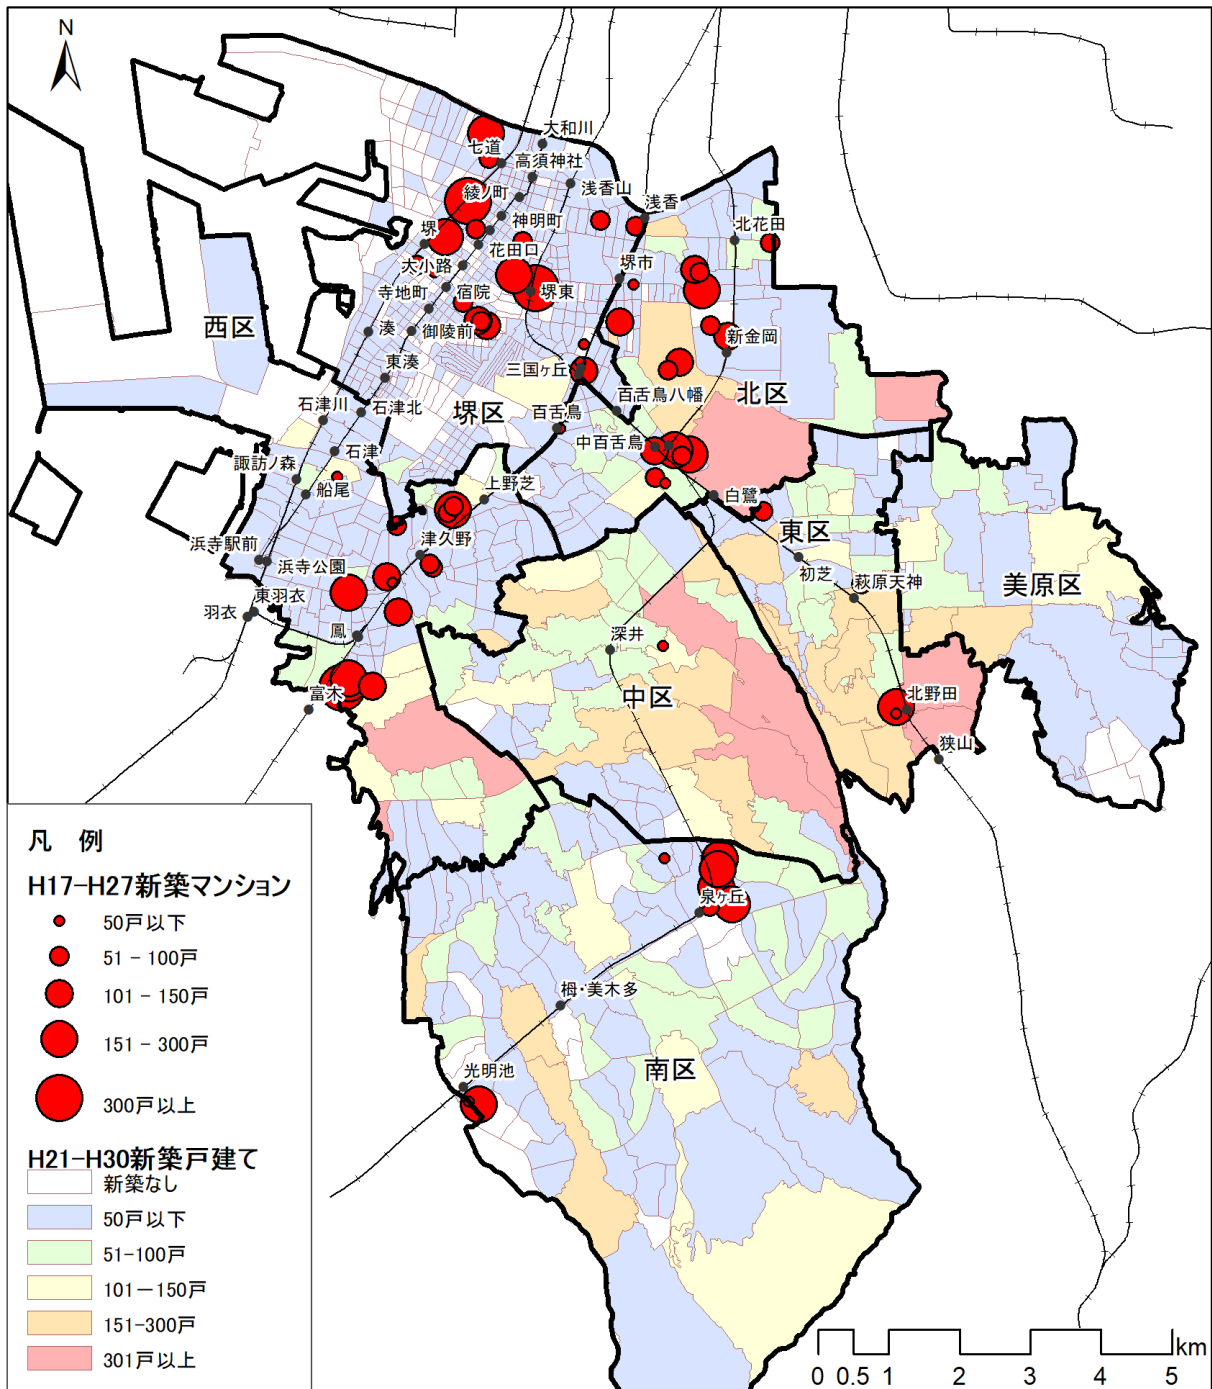 N
大和川
七道
高須神社
綾ノ町
浅香山
浅香
神明町
北花田
堺
花田口
大小路
堺市
寺地町
宿院
堺東
西区
湊
御陵前
新金岡
東湊
三国ヶ丘
北区
石津川
石津北
堺区
百舌鳥
百舌鳥八幡
諏訪ノ森
石津
中百舌鳥
船尾
上野芝
白鷺
浜寺駅前
津久野
東区
浜寺公園
初芝
萩原天神
美原区
羽衣
東羽衣
鳳
深井
富木
中区
北野田
狭山
泉ヶ丘
栂・美木多
光明池
南区
凡 例
H17-H27新築マンション
50戸以下
51 - 100戸
101 - 150戸
151 - 300戸
300戸以上
H21-H30新築戸建て
新築なし
50戸以下
51-100戸
101-150戸
151-300戸
301戸以上
km
0 0.5 1 2 3 4 5